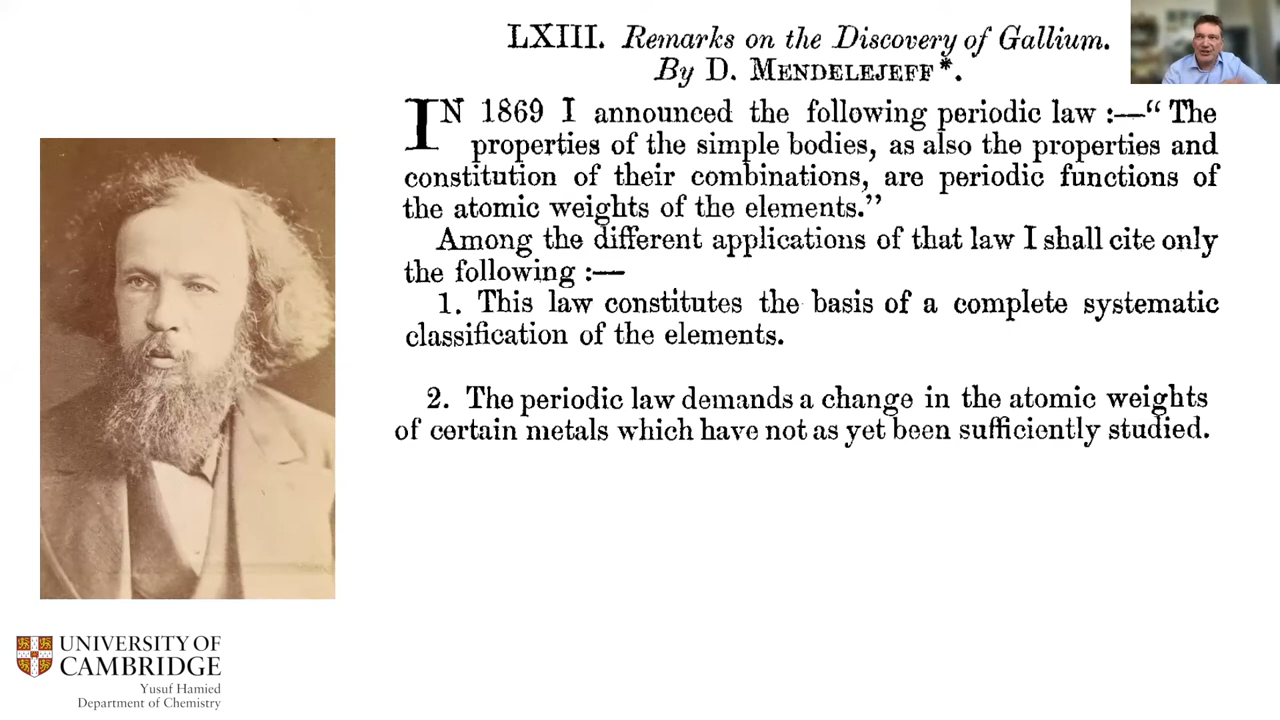 LXIII. Remarks on the Discovery of Gallium.
By D. MENDELEJEFF*.
IN 1869 I announced the following periodic law :—“ The
properties of the simple bodies, as also the properties and
constitution of their combinations, are periodic functions of
the atomic weights of the elements.”
Among the different applications of that law I shall cite only
the following :—
1. This law constitutes the basis of a complete systematic
classification of the elements.
2. The periodic law demands a change in the atomic weights
of certain metals which have not as yet been sufficiently studied.
UNIVERSITY OF
CAMBRIDGE
Yusuf Hamied
Department of Chemistry